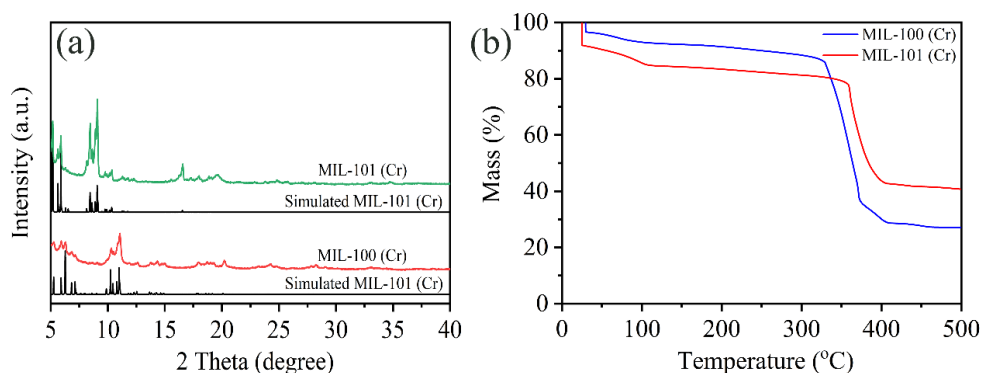 (a)
Intensity (a.u.)
MIL-101 (Cr)
Simulated MIL-101 (Cr)
MIL-100 (Cr)
Simulated MIL-101 (Cr)
5 10 15 20 25 30 35 40
2 Theta (degree)
(b)
MIL-100 (Cr)
MIL-101 (Cr)
Mass (%)
100
80
60
40
20
0
0 100 200 300 400 500
Temperature (°C)